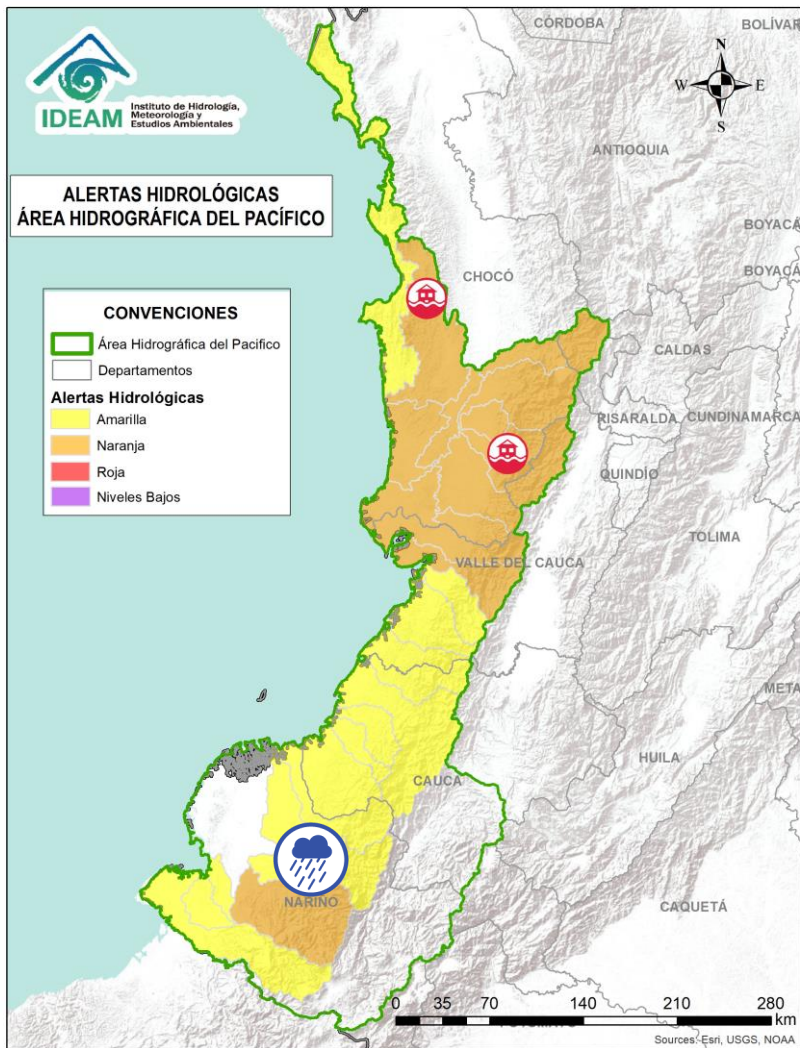 CÓRDOBA
BOLÍVAR
IDEAM
Instituto de Hidrología,
Meteorología y
Estudios Ambientales
N
W
E
S
ANTIOQUIA
ALERTAS HIDROLÓGICAS
ÁREA HIDROGRÁFICA DEL PACÍFICO
BOYACÁ
BOYACÁ
CHOCÓ
CONVENCIONES
Área Hidrográfica del Pacifico
Departamentos
Alertas Hidrológicas
Amarilla
Naranja
Roja
Niveles Bajos
CALDAS
RISARALDA
CUNDINAMARCA
QUINDÍO
TOLIMA
VALLE DEL CAUCA
META
HUILA
CAUCA
NARIÑO
CAQUETÁ
0 35 70 140 210 280
km
Sources: Esri, USGS, NOAA